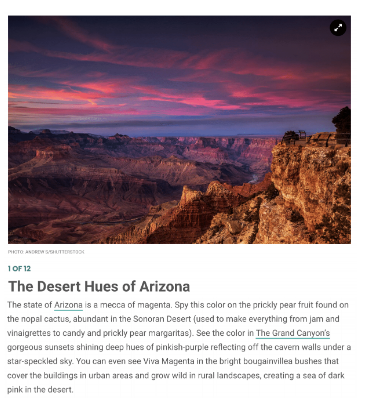 PHOTO: ANDREW S/SHUTTERSTOCK
1 OF 12
The Desert Hues of Arizona
The state of Arizona is a mecca of magenta. Spy this color on the prickly pear fruit found on
the nopal cactus, abundant in the Sonoran Desert (used to make everything from jam and
vinaigrettes to candy and prickly pear margaritas). See the color in The Grand Canyon's
gorgeous sunsets shining deep hues of pinkish-purple reflecting off the cavern walls under a
star-speckled sky. You can even see Viva Magenta in the bright bougainvillea bushes that
cover the buildings in urban areas and grow wild in rural landscapes, creating a sea of dark
pink in the desert.